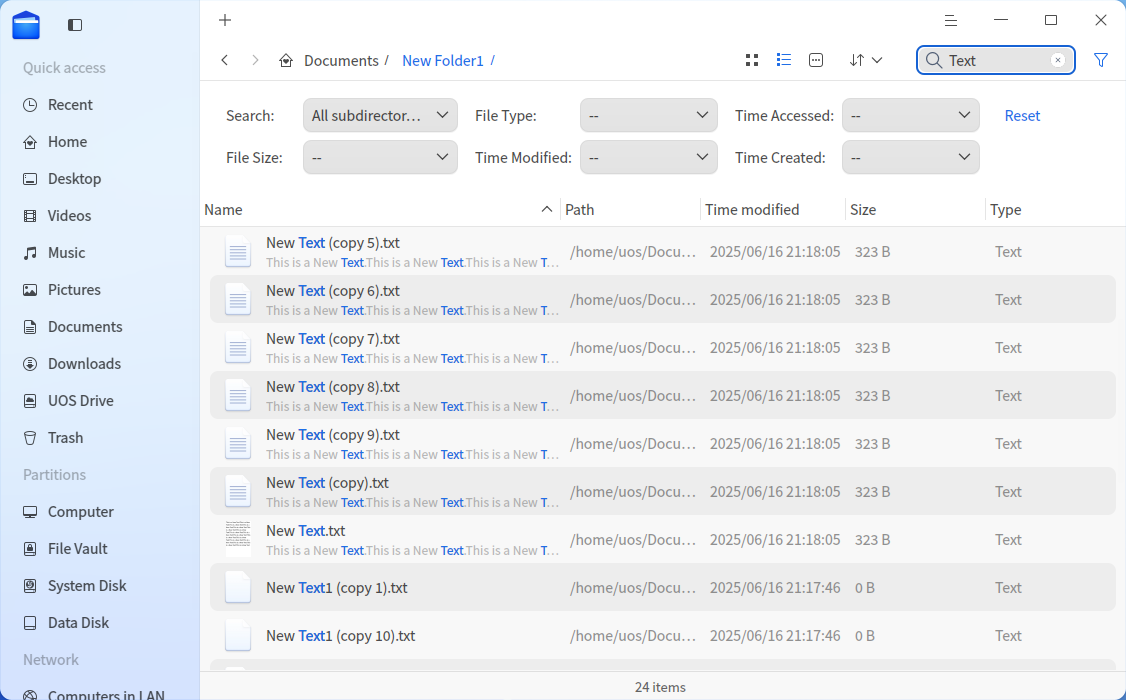 Quick access
Recent
Home
Desktop
Videos
Music
Pictures
Documents
Downloads
UOS Drive
Trash
Partitions
Computer
File Vault
System Disk
Data Disk
Network
Computers in LAN
Documents / New Folder1 /
Text
Search: All subdirector... File Type: -- Time Accessed: -- Reset
File Size: -- Time Modified: -- Time Created: --
Name Path Time modified Size Type
New Text (copy 5).txt
This is a New Text.This is a New Text.This is a New T...
/home/uos/Docu... 2025/06/16 21:18:05 323 B Text
New Text (copy 6).txt
This is a New Text.This is a New Text.This is a New T...
/home/uos/Docu... 2025/06/16 21:18:05 323 B Text
New Text (copy 7).txt
This is a New Text.This is a New Text.This is a New T...
/home/uos/Docu... 2025/06/16 21:18:05 323 B Text
New Text (copy 8).txt
This is a New Text.This is a New Text.This is a New T...
/home/uos/Docu... 2025/06/16 21:18:05 323 B Text
New Text (copy 9).txt
This is a New Text.This is a New Text.This is a New T...
/home/uos/Docu... 2025/06/16 21:18:05 323 B Text
New Text (copy).txt
This is a New Text.This is a New Text.This is a New T...
/home/uos/Docu... 2025/06/16 21:18:05 323 B Text
New Text.txt
This is a New Text.This is a New Text.This is a New T...
/home/uos/Docu... 2025/06/16 21:18:05 323 B Text
New Text1 (copy 1).txt /home/uos/Docu... 2025/06/16 21:17:46 0 B Text
New Text1 (copy 10).txt /home/uos/Docu... 2025/06/16 21:17:46 0 B Text
24 items